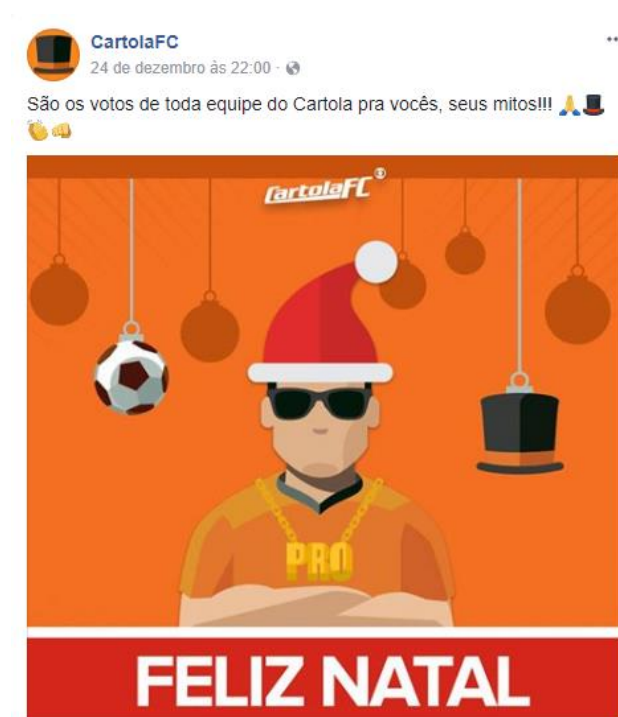 CartolaFC
24 de dezembro às 22:00 ·
São os votos de toda equipe do Cartola pra vocês, seus mitos!!! 🙏🎩
👏👊
CartolaFC
PRO
FELIZ NATAL